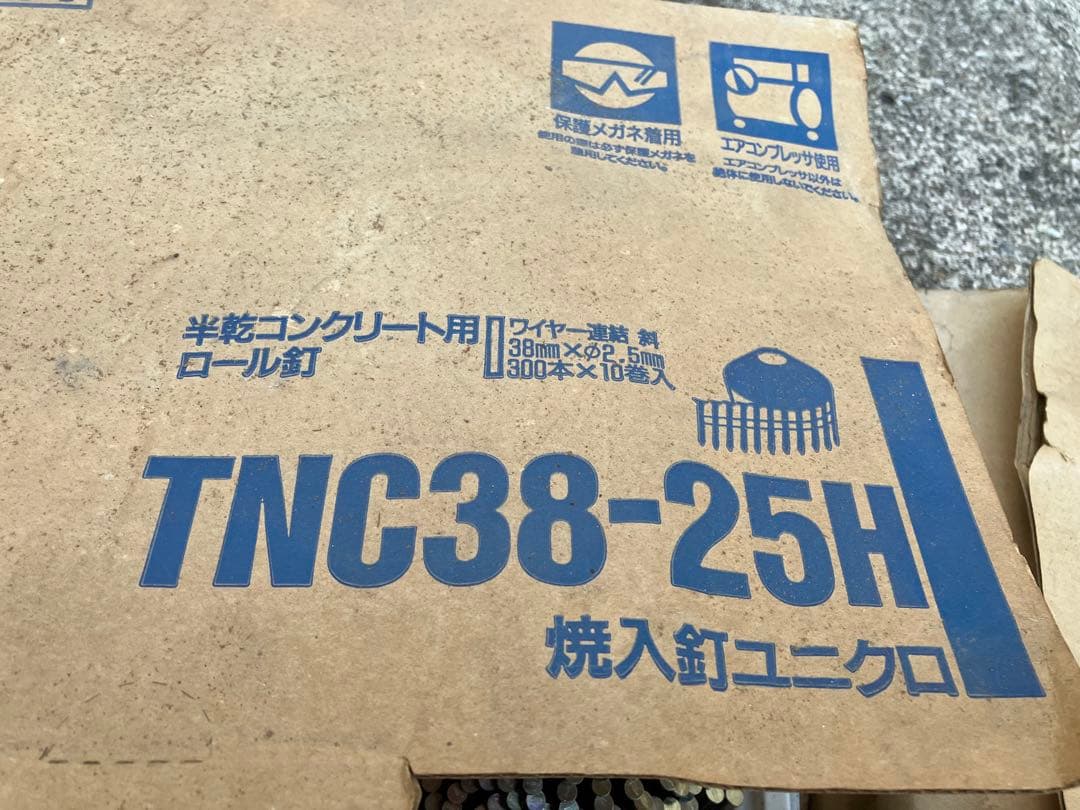 保護メガネ着用
使用の際は必ず保護メガネを
着用してください。
エアコンプレッサ使用
エアコンプレッサ以外は
絶体に使用しないでください。
半乾コンクリート用
ロール釘
ワイヤー連結 斜
38mm×φ2.5mm
300本×10巻入
TNC38-25H
焼入釘ユニクロ